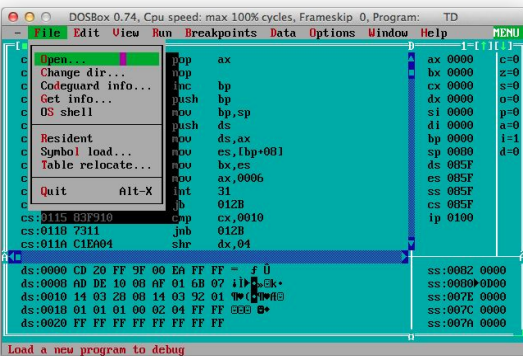 DOSBox 0.74, Cpu speed: max 100% cycles, Frameskip 0, Program: TD
File Edit View Run Breakpoints Data Options Window Help MENU
Open...
Change dir...
Codeguard info...
Get info...
OS shell
Resident
Symbol load...
Table relocate...
Quit Alt-X
pop ax
nop
inc bp
push bp
mov bp,sp
push ds
mov ds,ax
mov es,[bp+08]
mov bx,es
mov ax,0006
int 31
jb 012B
cs:0115 83F910 cmp cx,0010
cs:0118 7311 jnb 012B
cs:011A C1EA04 shr dx,04
1=[↑][↓]
ax 0000 c=0
bx 0000 z=0
cx 0000 s=0
dx 0000 o=0
si 0000 p=0
di 0000 a=0
bp 0000 i=1
sp 0080 d=0
ds 085F
es 085F
ss 085F
cs 085F
ip 0100
ds:0000 CD 20 FF 9F 00 EA FF FF = ƒ Û
ds:0008 AD DE 10 08 AF 01 6B 07
ds:0010 14 03 28 08 14 03 92 01
ds:0018 01 01 01 00 02 04 FF FF
ds:0020 FF FF FF FF FF FF FF FF
ss:0082 0000
ss:0080 0D00
ss:007E 0000
ss:007C 0000
ss:007A 0000
Load a new program to debug